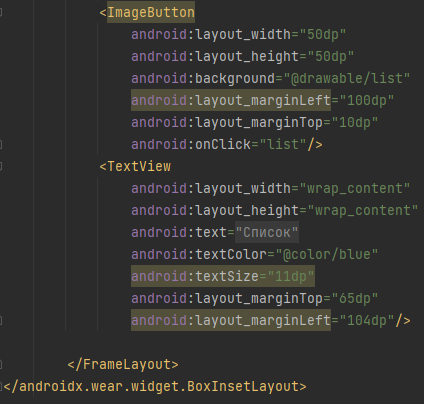 <ImageButton
android:layout_width="50dp"
android:layout_height="50dp"
android:background="@drawable/list"
android:layout_marginLeft="100dp"
android:layout_marginTop="10dp"
android:onClick="list"/>
<TextView
android:layout_width="wrap_content"
android:layout_height="wrap_content"
android:text="Список"
android:textColor="@color/blue"
android:textSize="11dp"
android:layout_marginTop="65dp"
android:layout_marginLeft="104dp"/>
</FrameLayout>
</androidx.wear.widget.BoxInsetLayout>